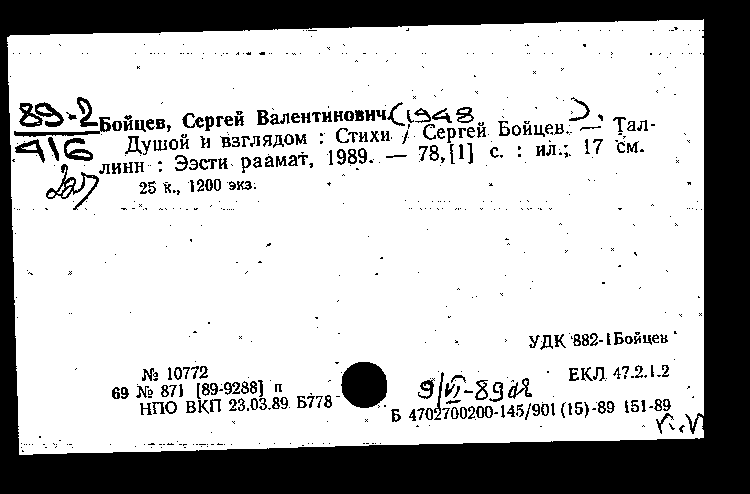 89-2
416
Бойцев, Сергей Валентинович (1948 ).
Душой и взглядом : Стихи / Сергей Бойцев. — Тал-
линн : Ээсти раамат, 1989. — 78,[1] с. : ил.; 17 см.
25 к., 1200 экз.
УДК 882-1Бойцев
№ 10772
69 № 871 [89-9288] п
НПО ВКП 23.03.89 Б778
9/VI-89
ЕКЛ 47.2.1.2
Б 4702700200-145/901 (15)-89 151-89